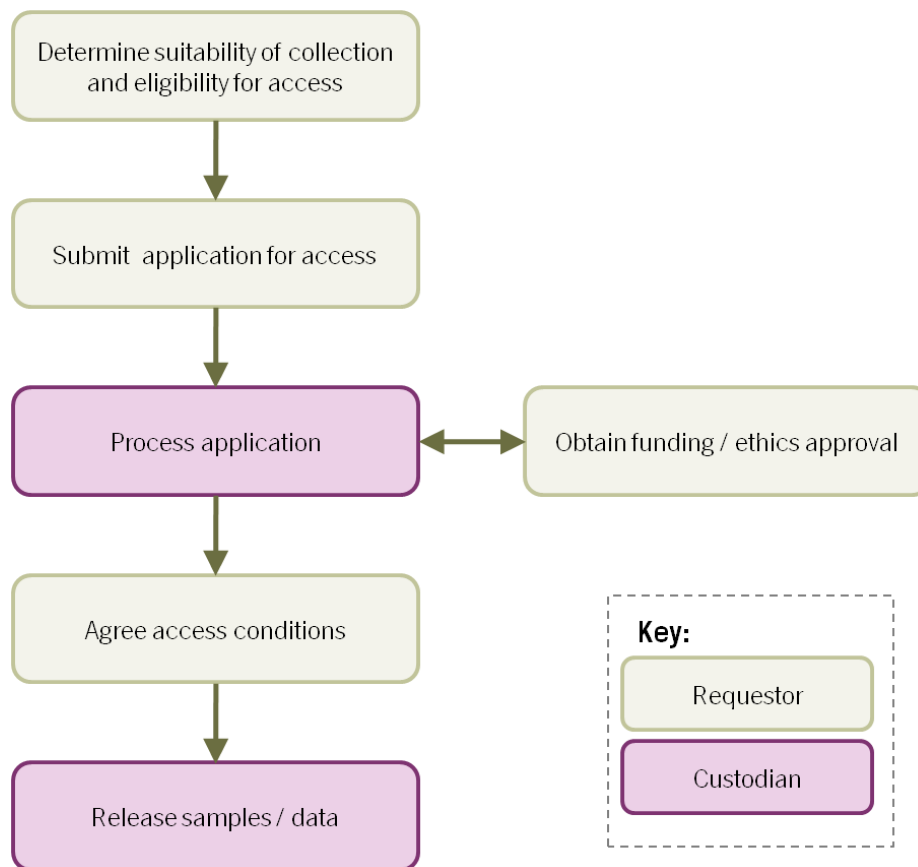 Determine suitability of collection
and eligibility for access
Submit application for access
Process application
Obtain funding / ethics approval
Agree access conditions
Release samples / data
Key:
Requestor
Custodian